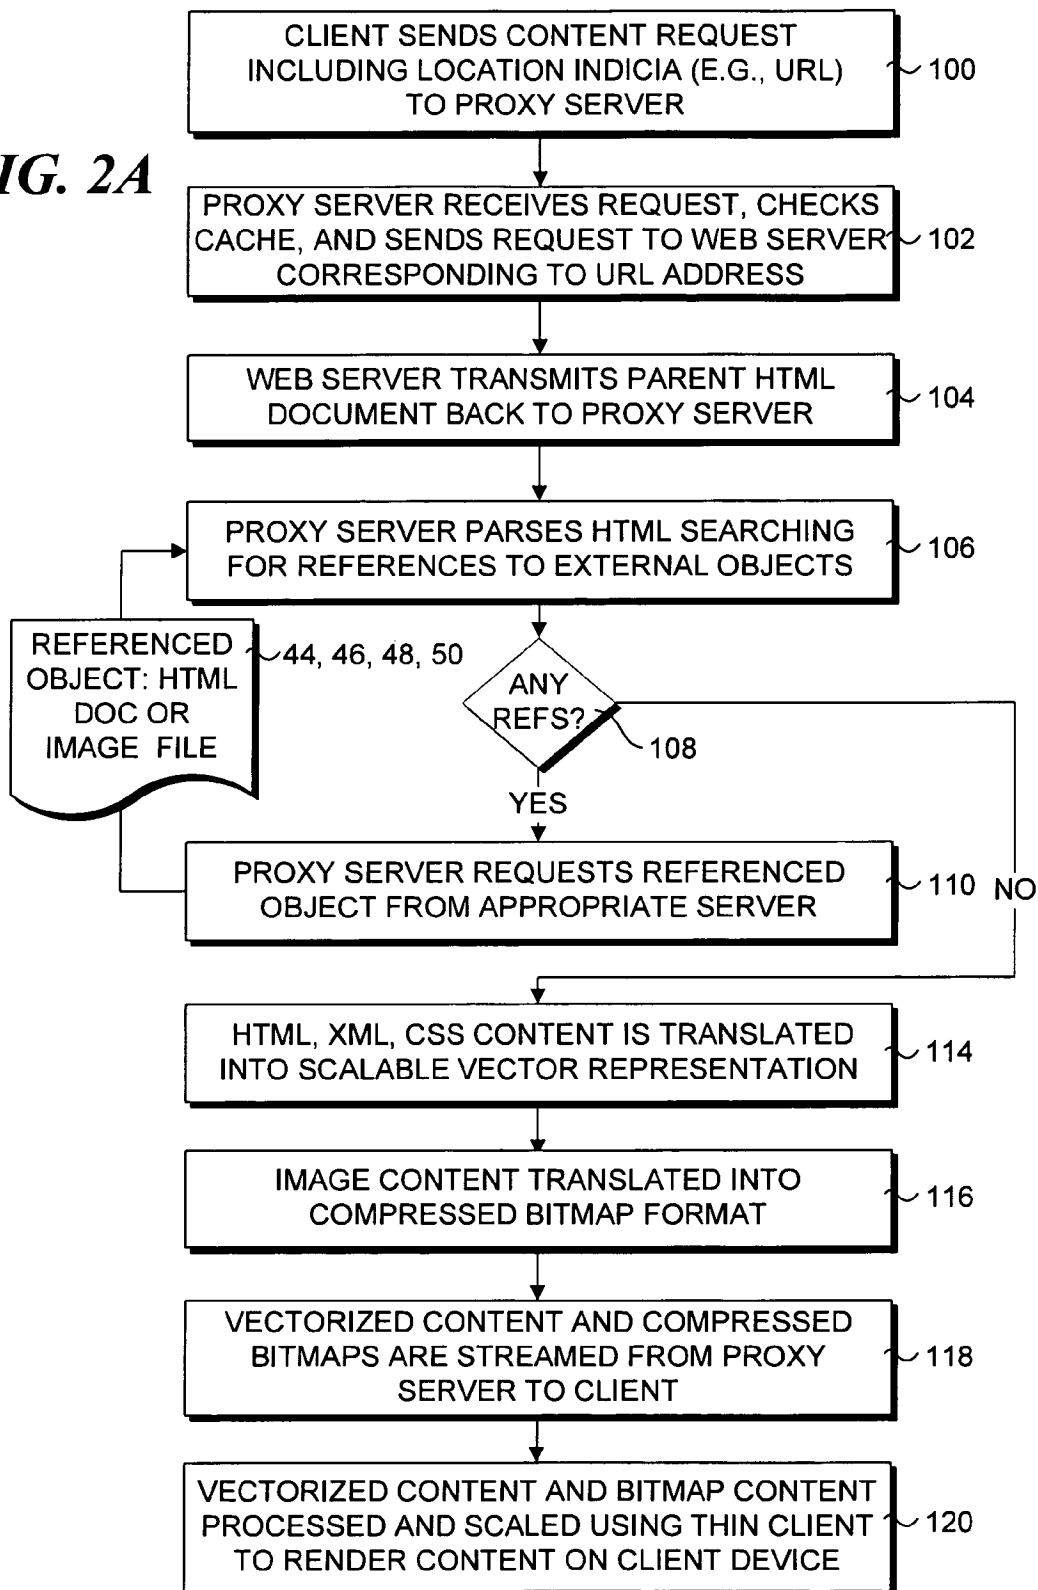 CLIENT SENDS CONTENT REQUEST
INCLUDING LOCATION INDICIA (E.G., URL)
TO PROXY SERVER
100
IG. 2A
PROXY SERVER RECEIVES REQUEST, CHECKS
CACHE, AND SENDS REQUEST TO WEB SERVER
CORRESPONDING TO URL ADDRESS
102
WEB SERVER TRANSMITS PARENT HTML
DOCUMENT BACK TO PROXY SERVER
104
PROXY SERVER PARSES HTML SEARCHING
FOR REFERENCES TO EXTERNAL OBJECTS
106
REFERENCED
OBJECT: HTML
DOC OR
IMAGE FILE
44, 46, 48, 50
ANY
REFS?
108
YES
PROXY SERVER REQUESTS REFERENCED
OBJECT FROM APPROPRIATE SERVER
110
NO
HTML, XML, CSS CONTENT IS TRANSLATED
INTO SCALABLE VECTOR REPRESENTATION
114
IMAGE CONTENT TRANSLATED INTO
COMPRESSED BITMAP FORMAT
116
VECTORIZED CONTENT AND COMPRESSED
BITMAPS ARE STREAMED FROM PROXY
SERVER TO CLIENT
118
VECTORIZED CONTENT AND BITMAP CONTENT
PROCESSED AND SCALED USING THIN CLIENT
TO RENDER CONTENT ON CLIENT DEVICE
120